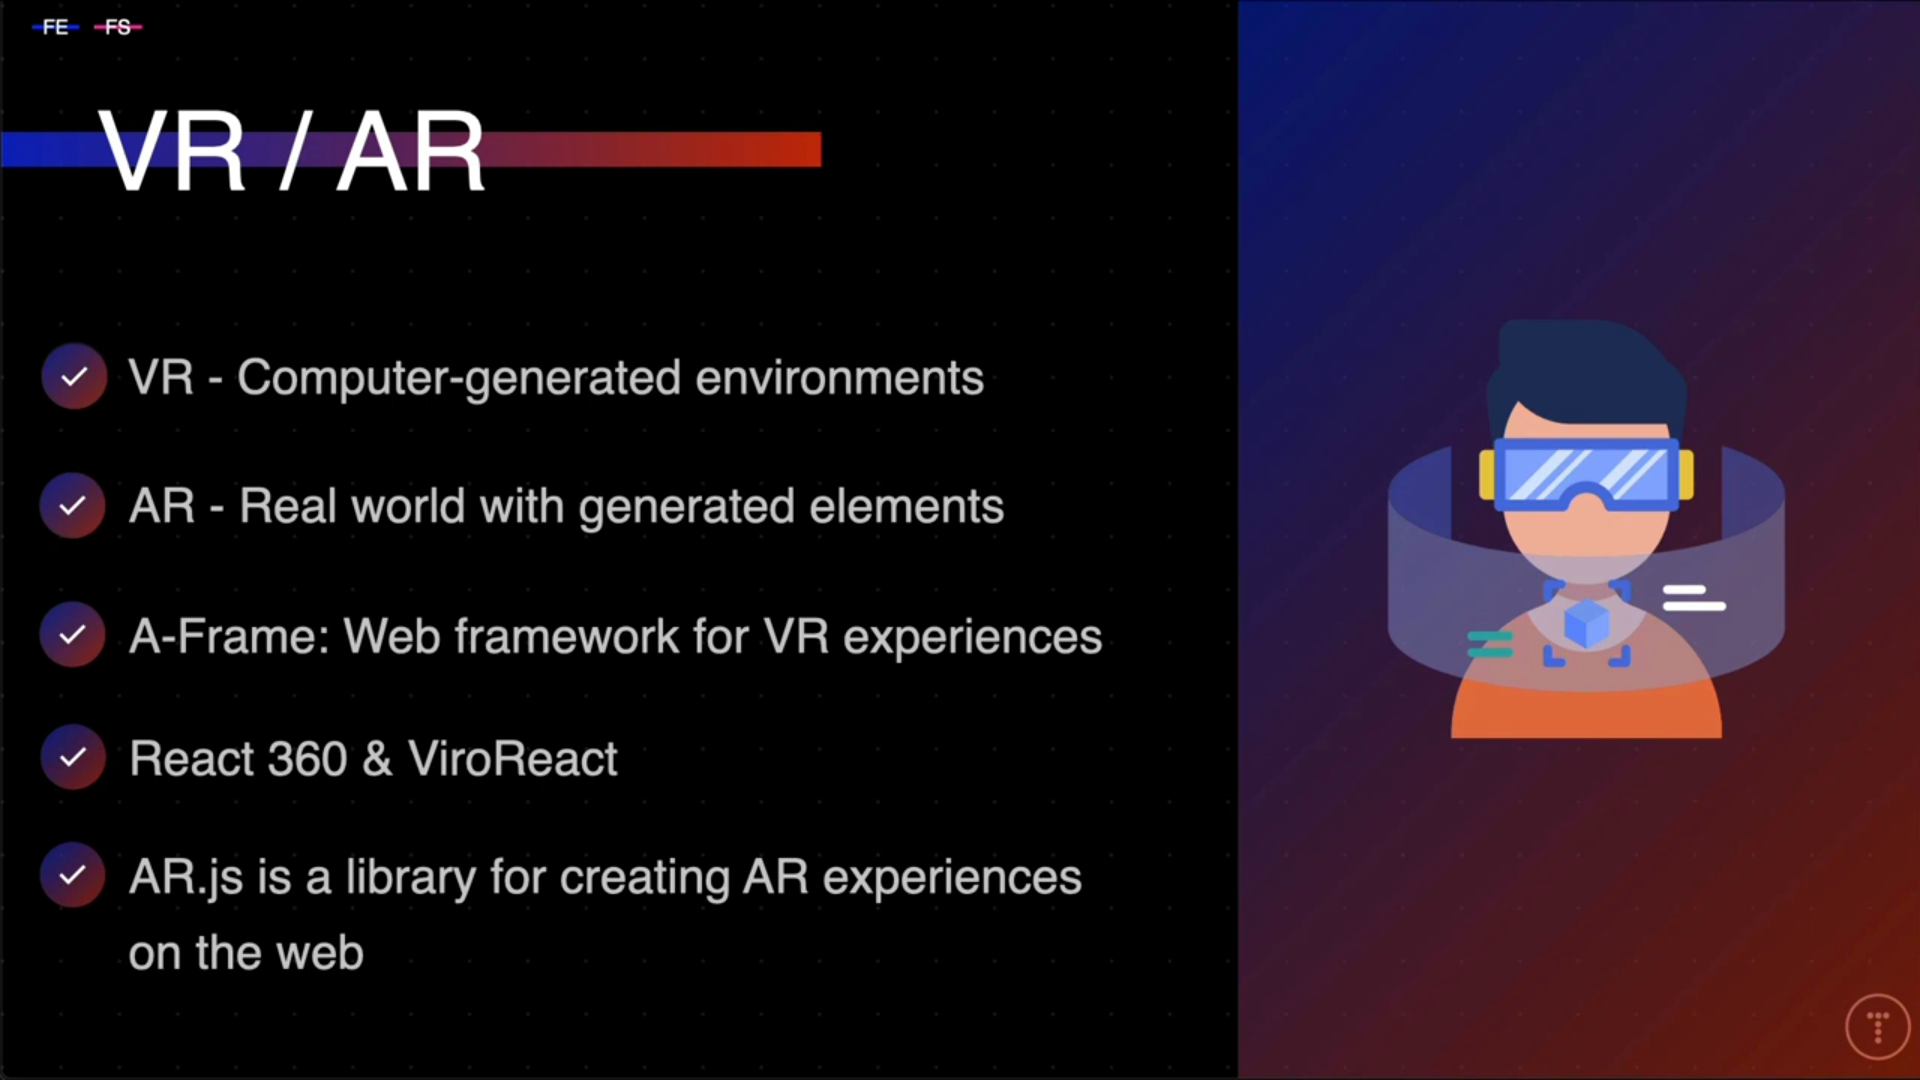 FE FS
VR / AR
VR - Computer-generated environments
AR - Real world with generated elements
A-Frame: Web framework for VR experiences
React 360 & ViroReact
AR.js is a library for creating AR experiences
on the web
T